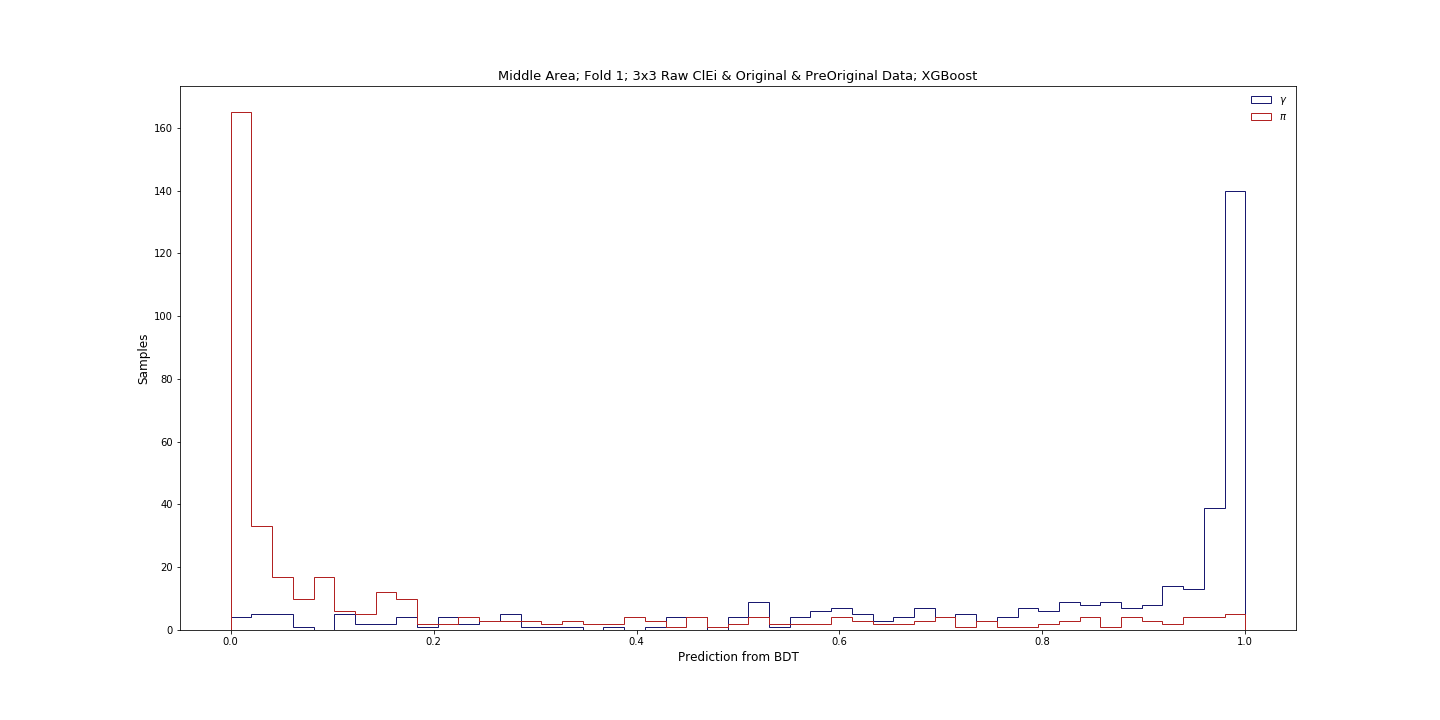 Middle Area; Fold 1; 3x3 Raw ClEi & Original & PreOriginal Data; XGBoost
γ
π
160
140
120
100
80
60
40
20
0
Samples
0.0 0.2 0.4 0.6 0.8 1.0
Prediction from BDT